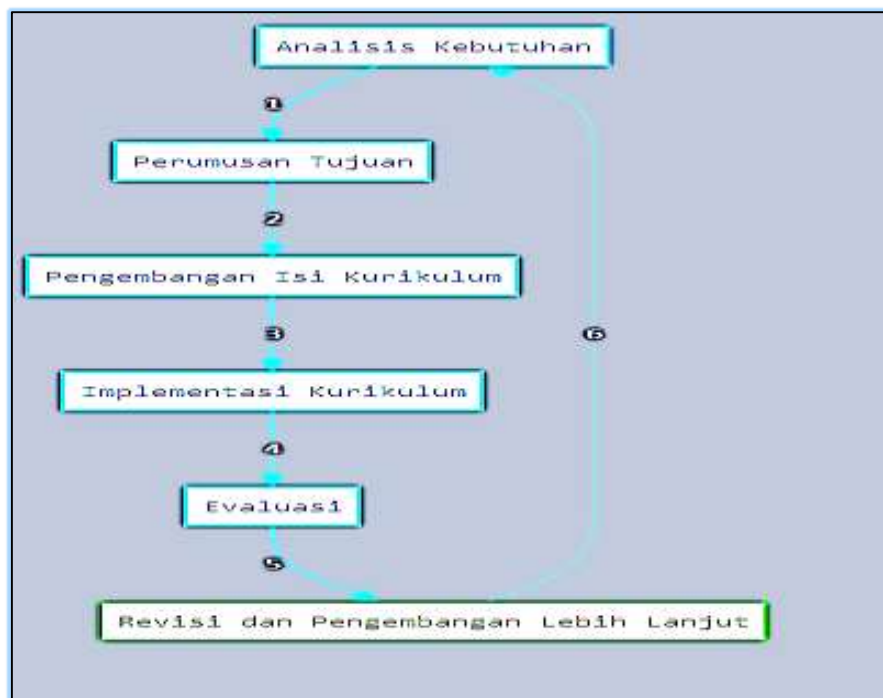 Analisis Kebutuhan
1
Perumusan Tujuan
2
Pengembangan Isi Kurikulum
3
6
Implementasi Kurikulum
4
Evaluasi
5
Revisi dan Pengembangan Lebih Lanjut